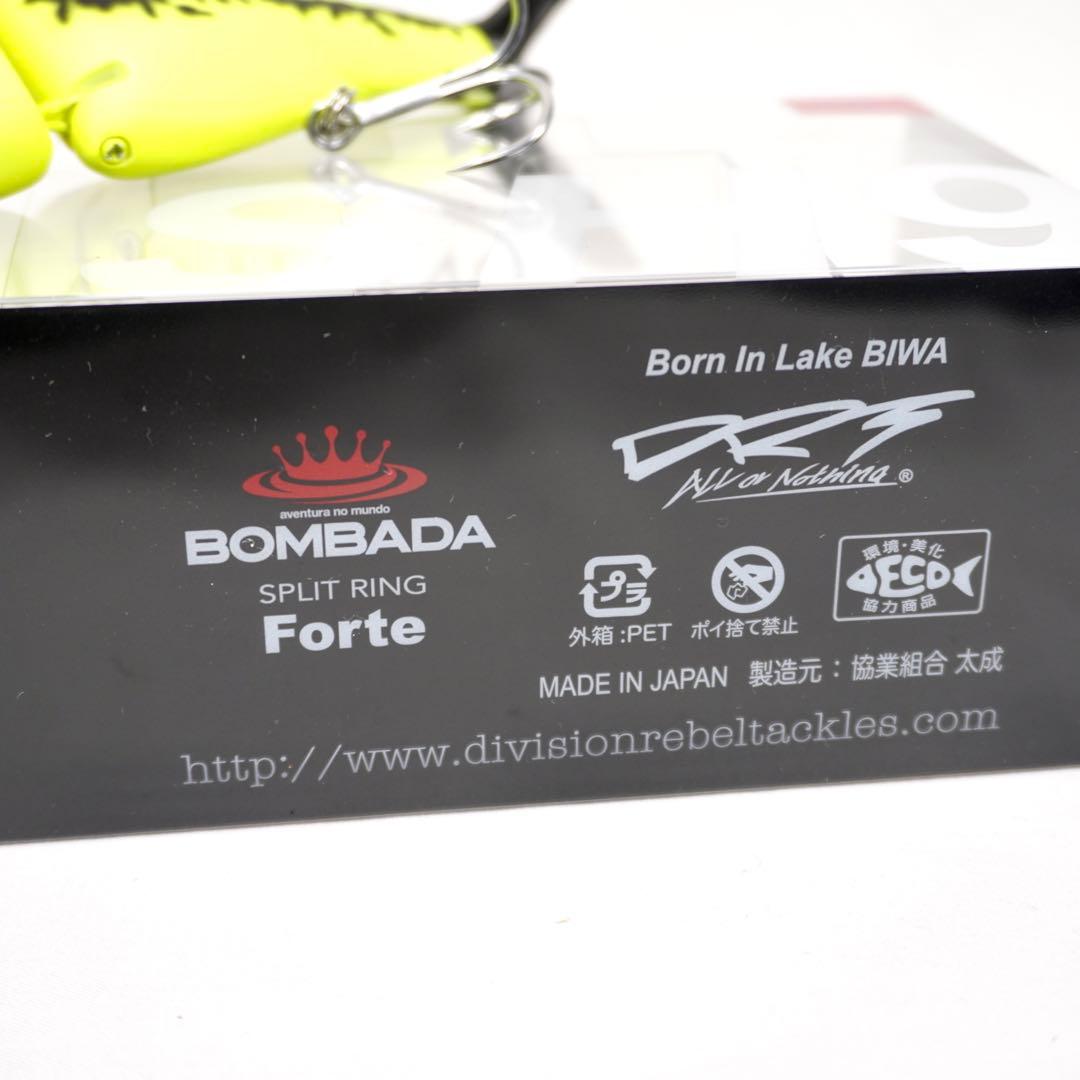 Born In Lake BIWA
DRT
All or Nothing ®
aventura no mundo
BOMBADA
SPLIT RING
Forte
プラ
外箱:PET
ポイ捨て禁止
環境・美化
ECO
協力商品
MADE IN JAPAN 製造元：協業組合 太成
http://www.divisionrebeltackles.com